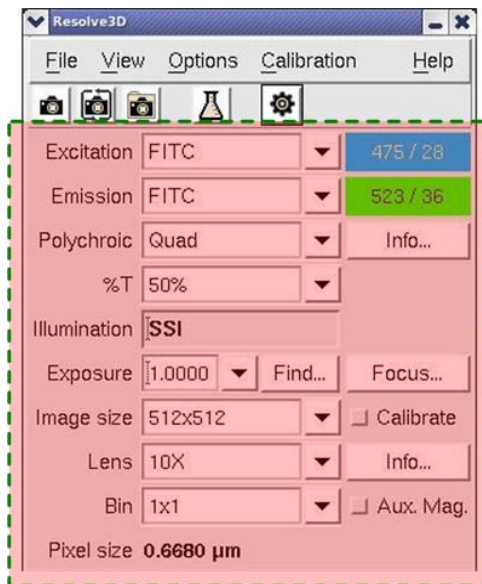 Resolve3D
File View Options Calibration Help
Excitation FITC 475 / 28
Emission FITC 523 / 36
Polychroic Quad Info...
%T 50%
Illumination SSI
Exposure 1.0000 Find... Focus...
Image size 512x512 Calibrate
Lens 10X Info...
Bin 1x1 Aux. Mag.
Pixel size 0.6680 µm